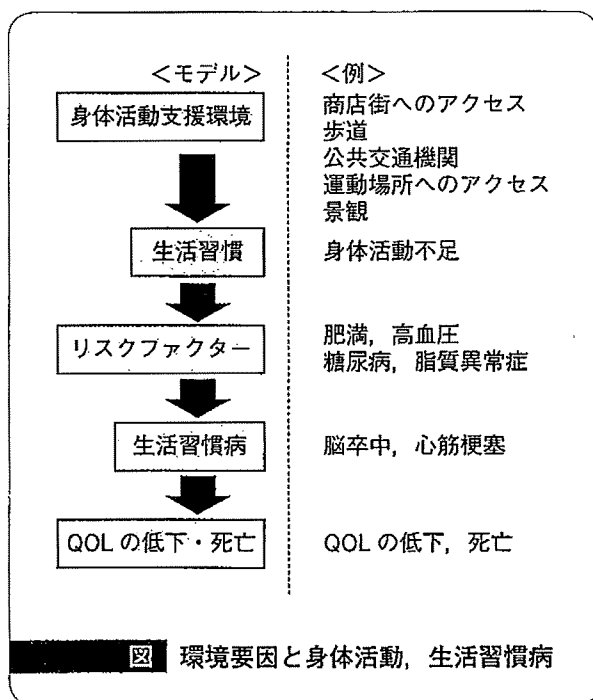 ＜モデル＞
＜例＞
身体活動支援環境
商店街へのアクセス
歩道
公共交通機関
運動場所へのアクセス
景観
生活習慣
身体活動不足
リスクファクター
肥満，高血圧
糖尿病，脂質異常症
生活習慣病
脳卒中，心筋梗塞
QOLの低下・死亡
QOLの低下，死亡
図 環境要因と身体活動，生活習慣病